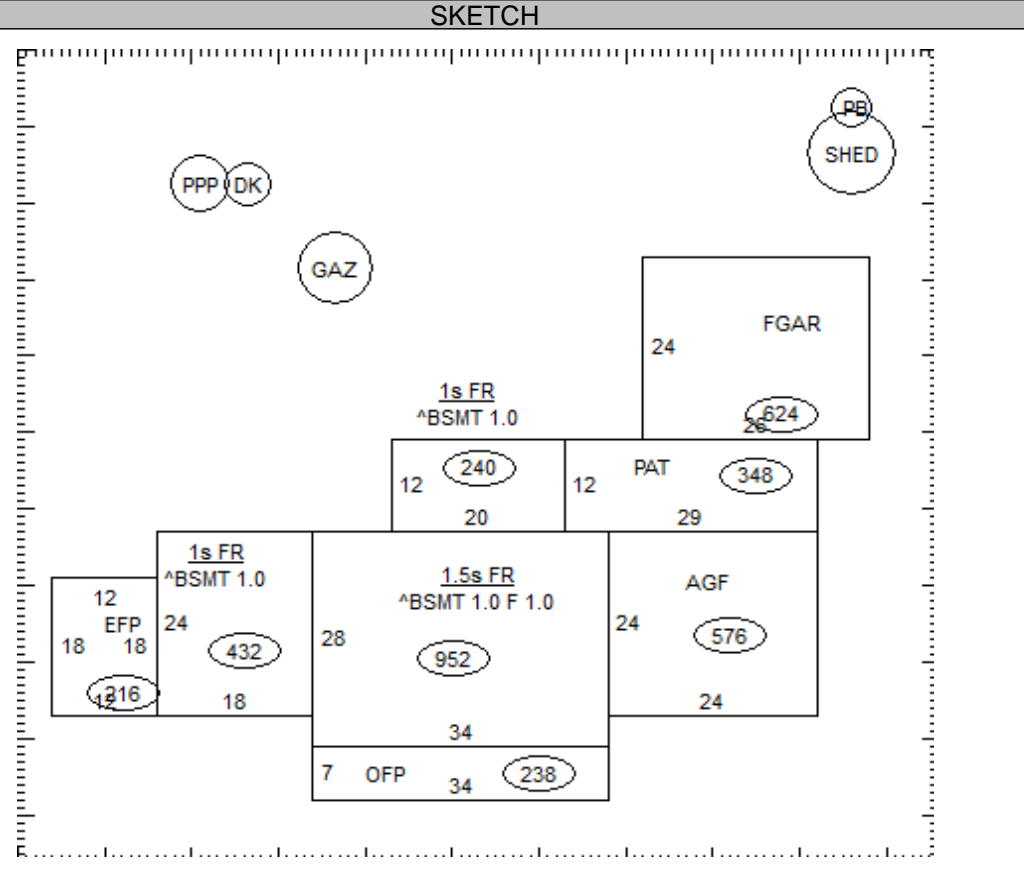 SKETCH
PB
SHED
PPP DK
GAZ
FGAR
24
624
26
1s FR
^BSMT 1.0
240
12
20
PAT
348
12
29
1s FR
^BSMT 1.0
24
432
18
12
EFP
18 18
216
12
1.5s FR
^BSMT 1.0 F 1.0
28
952
34
AGF
24
576
24
7 OFP 238
34